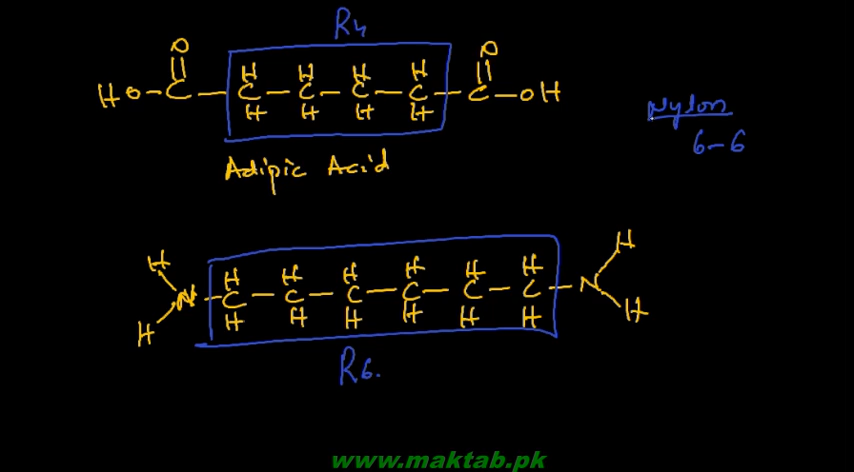 R4
O O
H H H H
HO-C-C-C-C-C-C-OH
H H H H
Nylon
6-6
Adipic Acid
H H
H H H H H H
N-C-C-C-C-C-C-N
H H H H H H
H H
R6.
www.maktab.pk